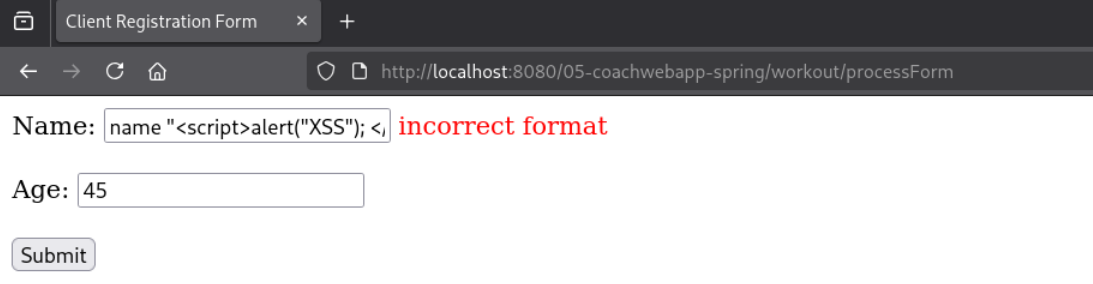 Client Registration Form
http://localhost:8080/05-coachwebapp-spring/workout/processForm
Name: name "<script>alert("XSS"); </ incorrect format
Age: 45
Submit